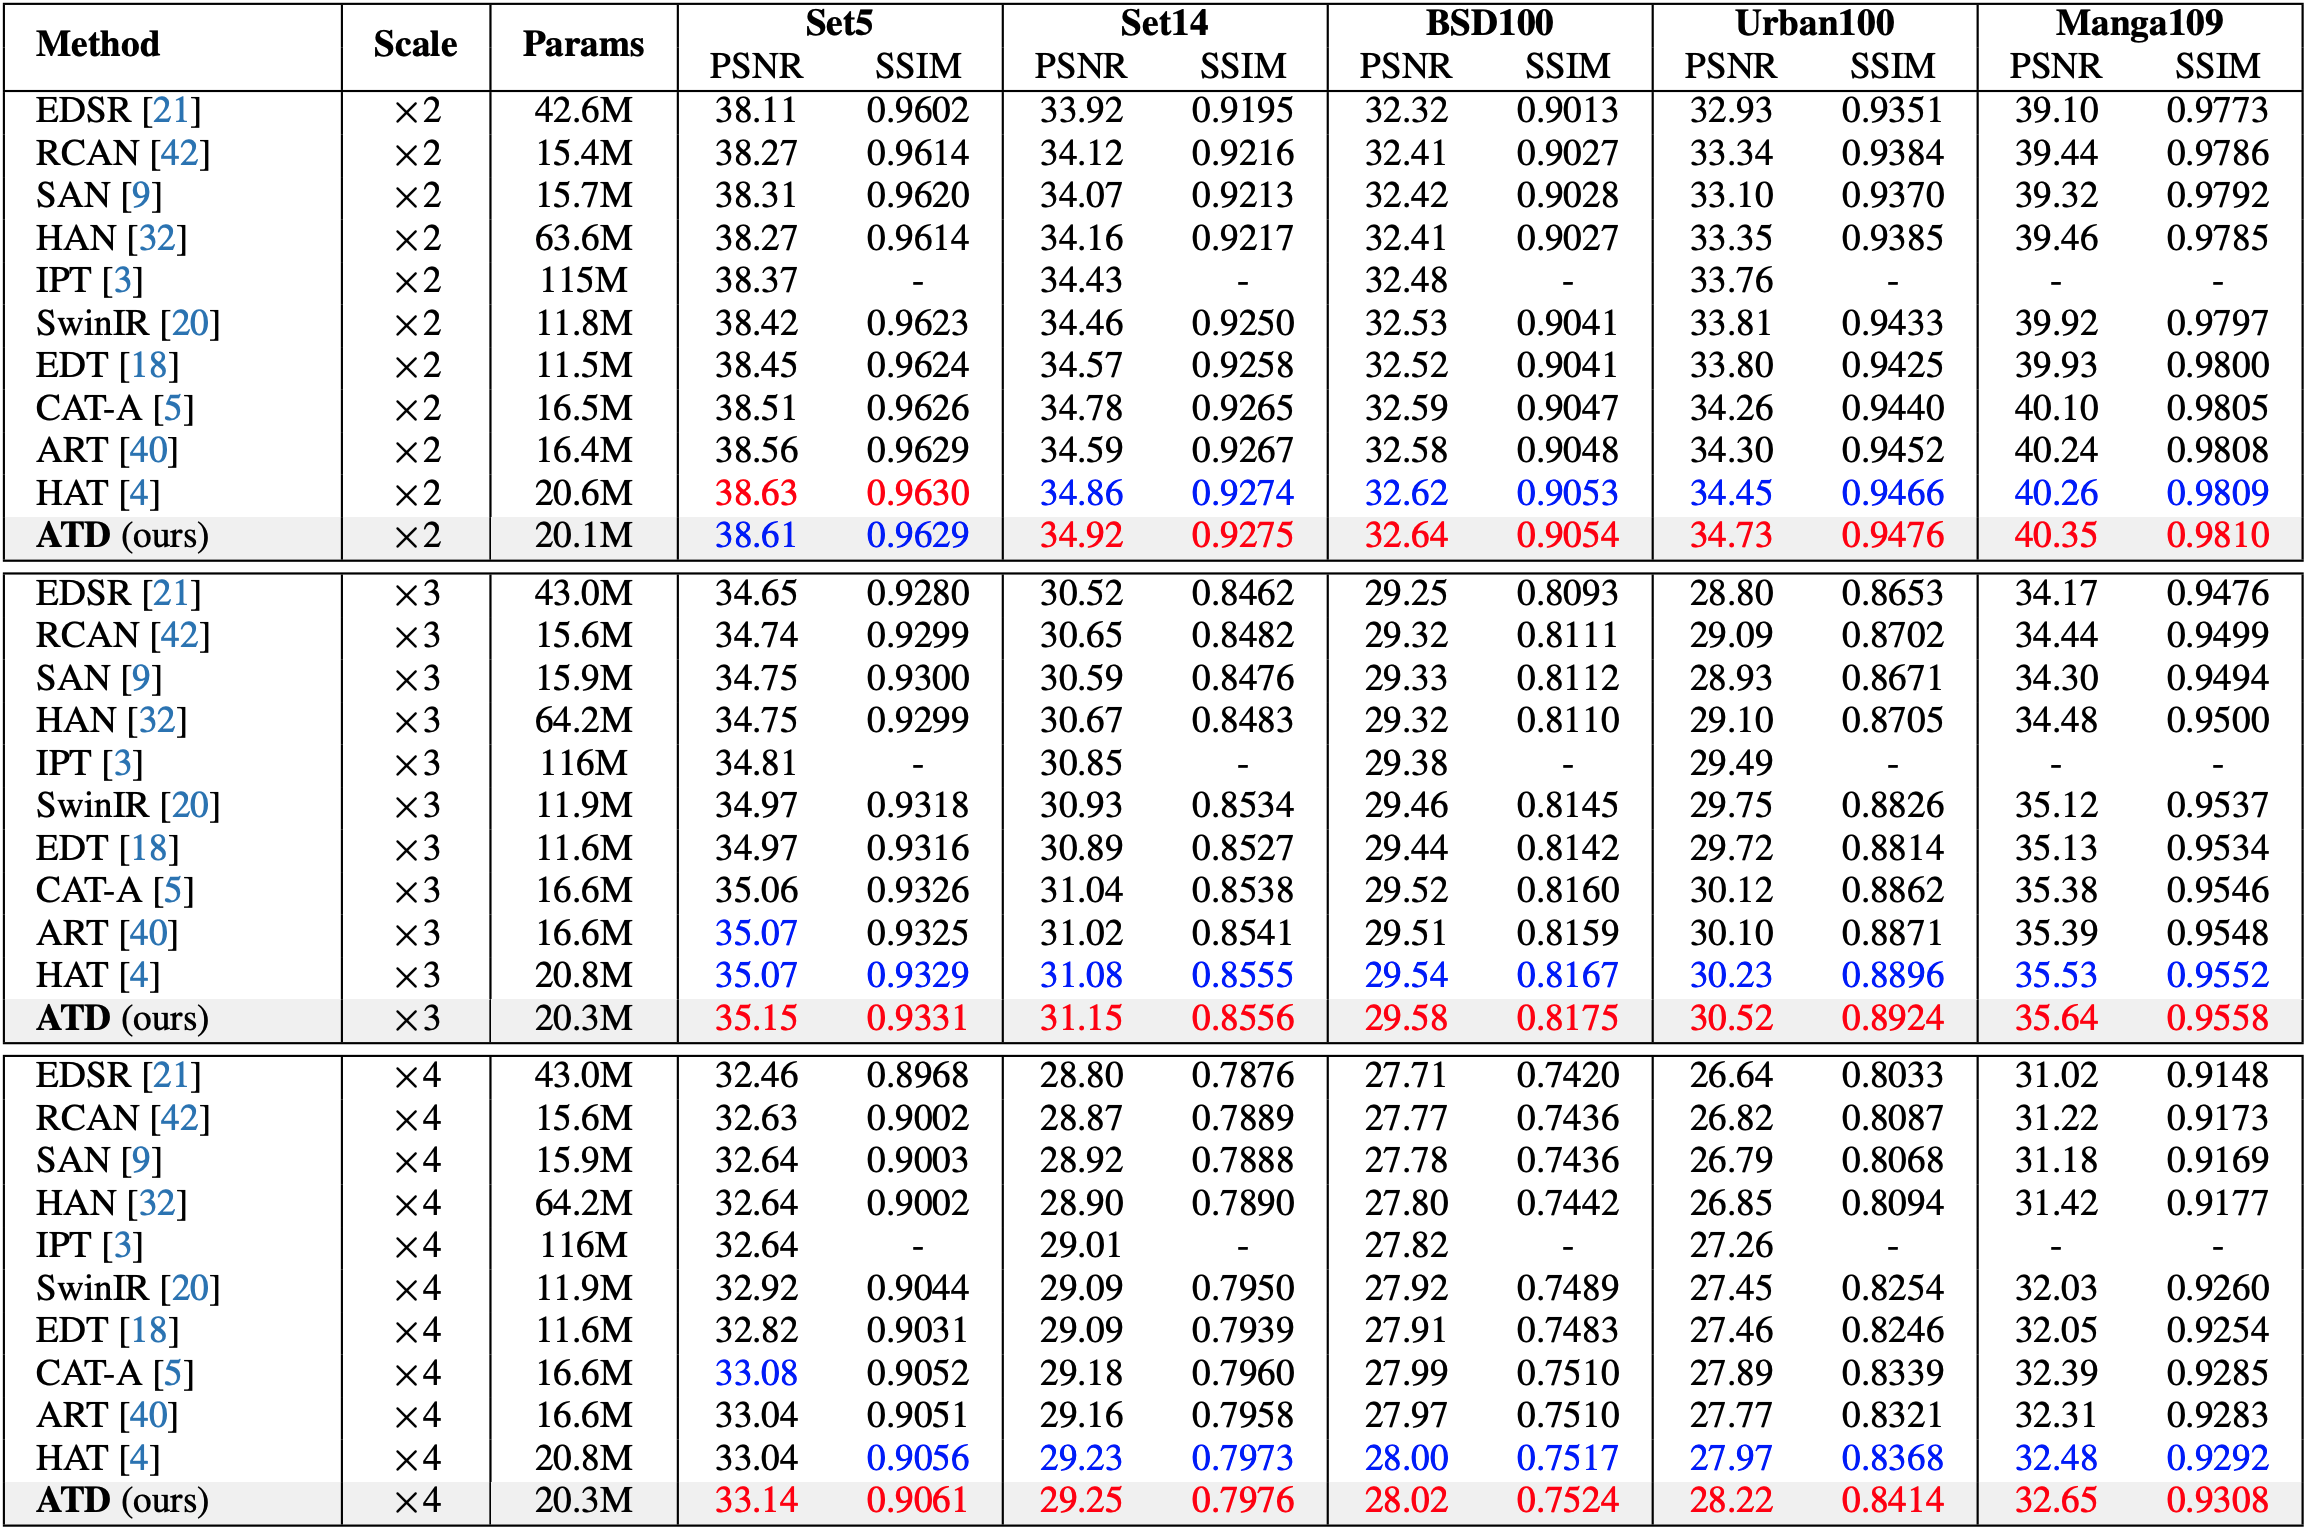 Method Scale Params Set5 Set14 BSD100 Urban100 Manga109
PSNR SSIM PSNR SSIM PSNR SSIM PSNR SSIM PSNR SSIM
EDSR [21] ×2 42.6M 38.11 0.9602 33.92 0.9195 32.32 0.9013 32.93 0.9351 39.10 0.9773
RCAN [42] ×2 15.4M 38.27 0.9614 34.12 0.9216 32.41 0.9027 33.34 0.9384 39.44 0.9786
SAN [9] ×2 15.7M 38.31 0.9620 34.07 0.9213 32.42 0.9028 33.10 0.9370 39.32 0.9792
HAN [32] ×2 63.6M 38.27 0.9614 34.16 0.9217 32.41 0.9027 33.35 0.9385 39.46 0.9785
IPT [3] ×2 115M 38.37 - 34.43 - 32.48 - 33.76 - - -
SwinIR [20] ×2 11.8M 38.42 0.9623 34.46 0.9250 32.53 0.9041 33.81 0.9433 39.92 0.9797
EDT [18] ×2 11.5M 38.45 0.9624 34.57 0.9258 32.52 0.9041 33.80 0.9425 39.93 0.9800
CAT-A [5] ×2 16.5M 38.51 0.9626 34.78 0.9265 32.59 0.9047 34.26 0.9440 40.10 0.9805
ART [40] ×2 16.4M 38.56 0.9629 34.59 0.9267 32.58 0.9048 34.30 0.9452 40.24 0.9808
HAT [4] ×2 20.6M 38.63 0.9630 34.86 0.9274 32.62 0.9053 34.45 0.9466 40.26 0.9809
ATD (ours) ×2 20.1M 38.61 0.9629 34.92 0.9275 32.64 0.9054 34.73 0.9476 40.35 0.9810
EDSR [21] ×3 43.0M 34.65 0.9280 30.52 0.8462 29.25 0.8093 28.80 0.8653 34.17 0.9476
RCAN [42] ×3 15.6M 34.74 0.9299 30.65 0.8482 29.32 0.8111 29.09 0.8702 34.44 0.9499
SAN [9] ×3 15.9M 34.75 0.9300 30.59 0.8476 29.33 0.8112 28.93 0.8671 34.30 0.9494
HAN [32] ×3 64.2M 34.75 0.9299 30.67 0.8483 29.32 0.8110 29.10 0.8705 34.48 0.9500
IPT [3] ×3 116M 34.81 - 30.85 - 29.38 - 29.49 - - -
SwinIR [20] ×3 11.9M 34.97 0.9318 30.93 0.8534 29.46 0.8145 29.75 0.8826 35.12 0.9537
EDT [18] ×3 11.6M 34.97 0.9316 30.89 0.8527 29.44 0.8142 29.72 0.8814 35.13 0.9534
CAT-A [5] ×3 16.6M 35.06 0.9326 31.04 0.8538 29.52 0.8160 30.12 0.8862 35.38 0.9546
ART [40] ×3 16.6M 35.07 0.9325 31.02 0.8541 29.51 0.8159 30.10 0.8871 35.39 0.9548
HAT [4] ×3 20.8M 35.07 0.9329 31.08 0.8555 29.54 0.8167 30.23 0.8896 35.53 0.9552
ATD (ours) ×3 20.3M 35.15 0.9331 31.15 0.8556 29.58 0.8175 30.52 0.8924 35.64 0.9558
EDSR [21] ×4 43.0M 32.46 0.8968 28.80 0.7876 27.71 0.7420 26.64 0.8033 31.02 0.9148
RCAN [42] ×4 15.6M 32.63 0.9002 28.87 0.7889 27.77 0.7436 26.82 0.8087 31.22 0.9173
SAN [9] ×4 15.9M 32.64 0.9003 28.92 0.7888 27.78 0.7436 26.79 0.8068 31.18 0.9169
HAN [32] ×4 64.2M 32.64 0.9002 28.90 0.7890 27.80 0.7442 26.85 0.8094 31.42 0.9177
IPT [3] ×4 116M 32.64 - 29.01 - 27.82 - 27.26 - - -
SwinIR [20] ×4 11.9M 32.92 0.9044 29.09 0.7950 27.92 0.7489 27.45 0.8254 32.03 0.9260
EDT [18] ×4 11.6M 32.82 0.9031 29.09 0.7939 27.91 0.7483 27.46 0.8246 32.05 0.9254
CAT-A [5] ×4 16.6M 33.08 0.9052 29.18 0.7960 27.99 0.7510 27.89 0.8339 32.39 0.9285
ART [40] ×4 16.6M 33.04 0.9051 29.16 0.7958 27.97 0.7510 27.77 0.8321 32.31 0.9283
HAT [4] ×4 20.8M 33.04 0.9056 29.23 0.7973 28.00 0.7517 27.97 0.8368 32.48 0.9292
ATD (ours) ×4 20.3M 33.14 0.9061 29.25 0.7976 28.02 0.7524 28.22 0.8414 32.65 0.9308